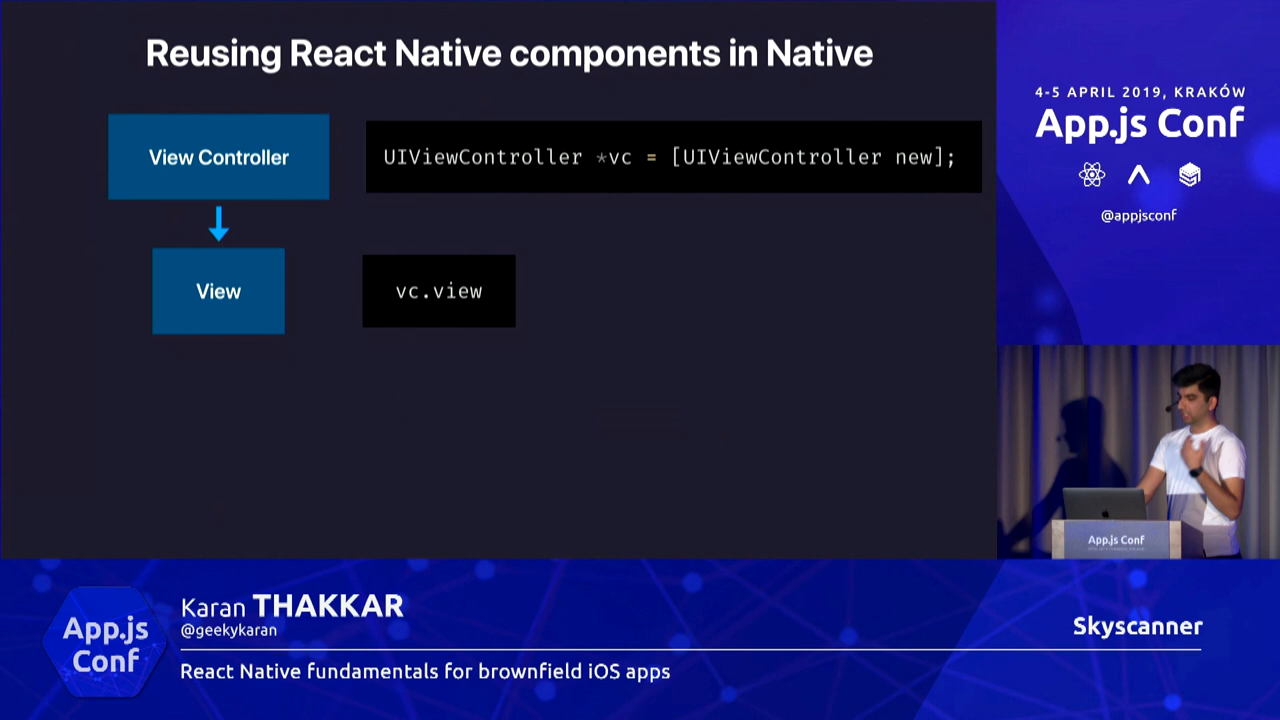 Reusing React Native components in Native
View Controller
UIViewController *vc = [UIViewController new];
View
vc.view
4-5 APRIL 2019, KRAKÓW
App.js Conf
@appjsconf
App.js Conf
App.js
Conf
Karan THAKKAR
@geekykaran
React Native fundamentals for brownfield iOS apps
Skyscanner